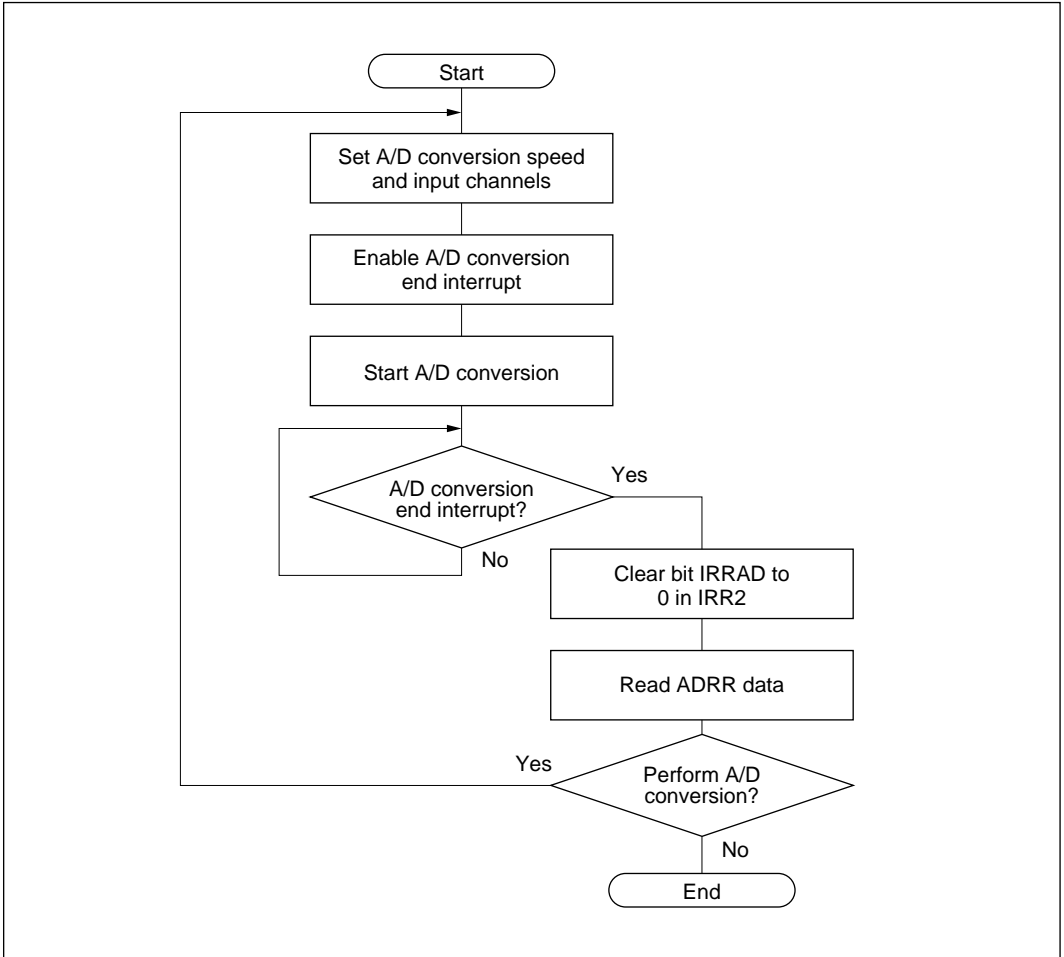 Start
Set A/D conversion speed
and input channels
Enable A/D conversion
end interrupt
Start A/D conversion
A/D conversion
end interrupt?
Yes
No
Clear bit IRRAD to
0 in IRR2
Read ADRR data
Perform A/D
conversion?
Yes
No
End